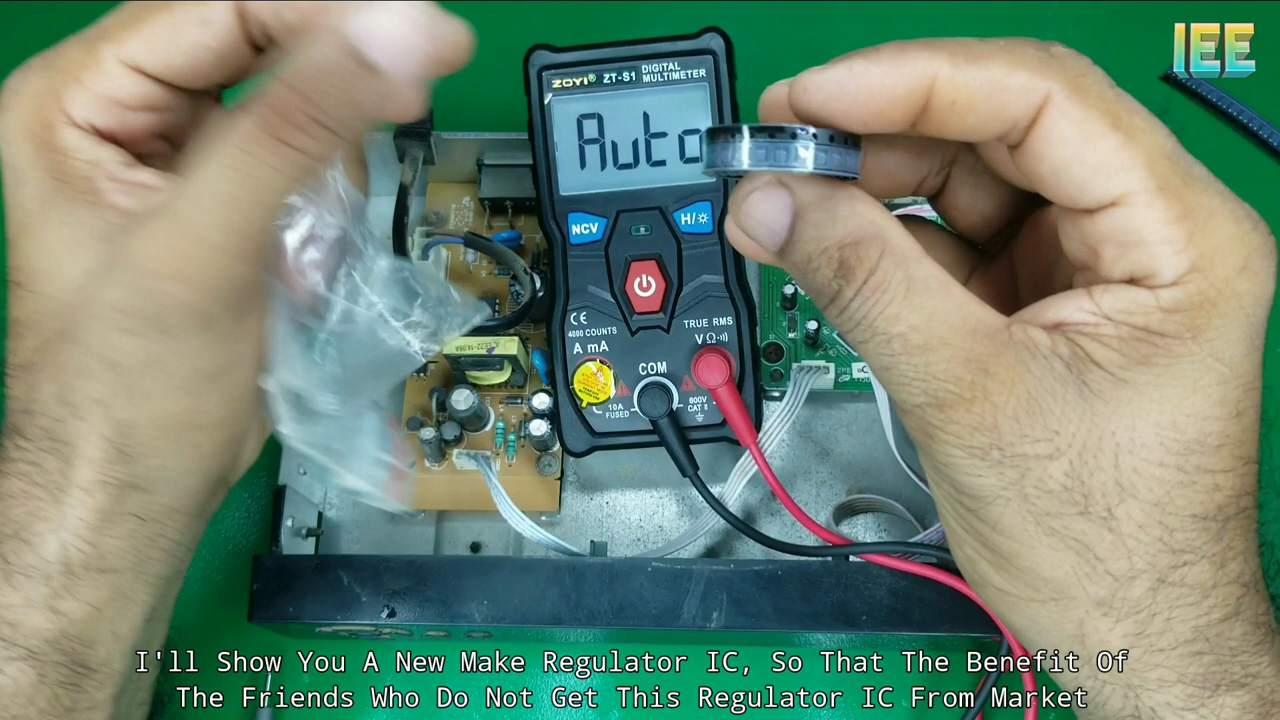 IEE
ZOYI® ZT-S1 DIGITAL
MULTIMETER
Auto
NCV
H/
CE
4000 COUNTS
A mA
TRUE RMS
V Ω
COM
10A
FUSED
600V
CAT II
I'll Show You A New Make Regulator IC, So That The Benefit Of
The Friends Who Do Not Get This Regulator IC From Market